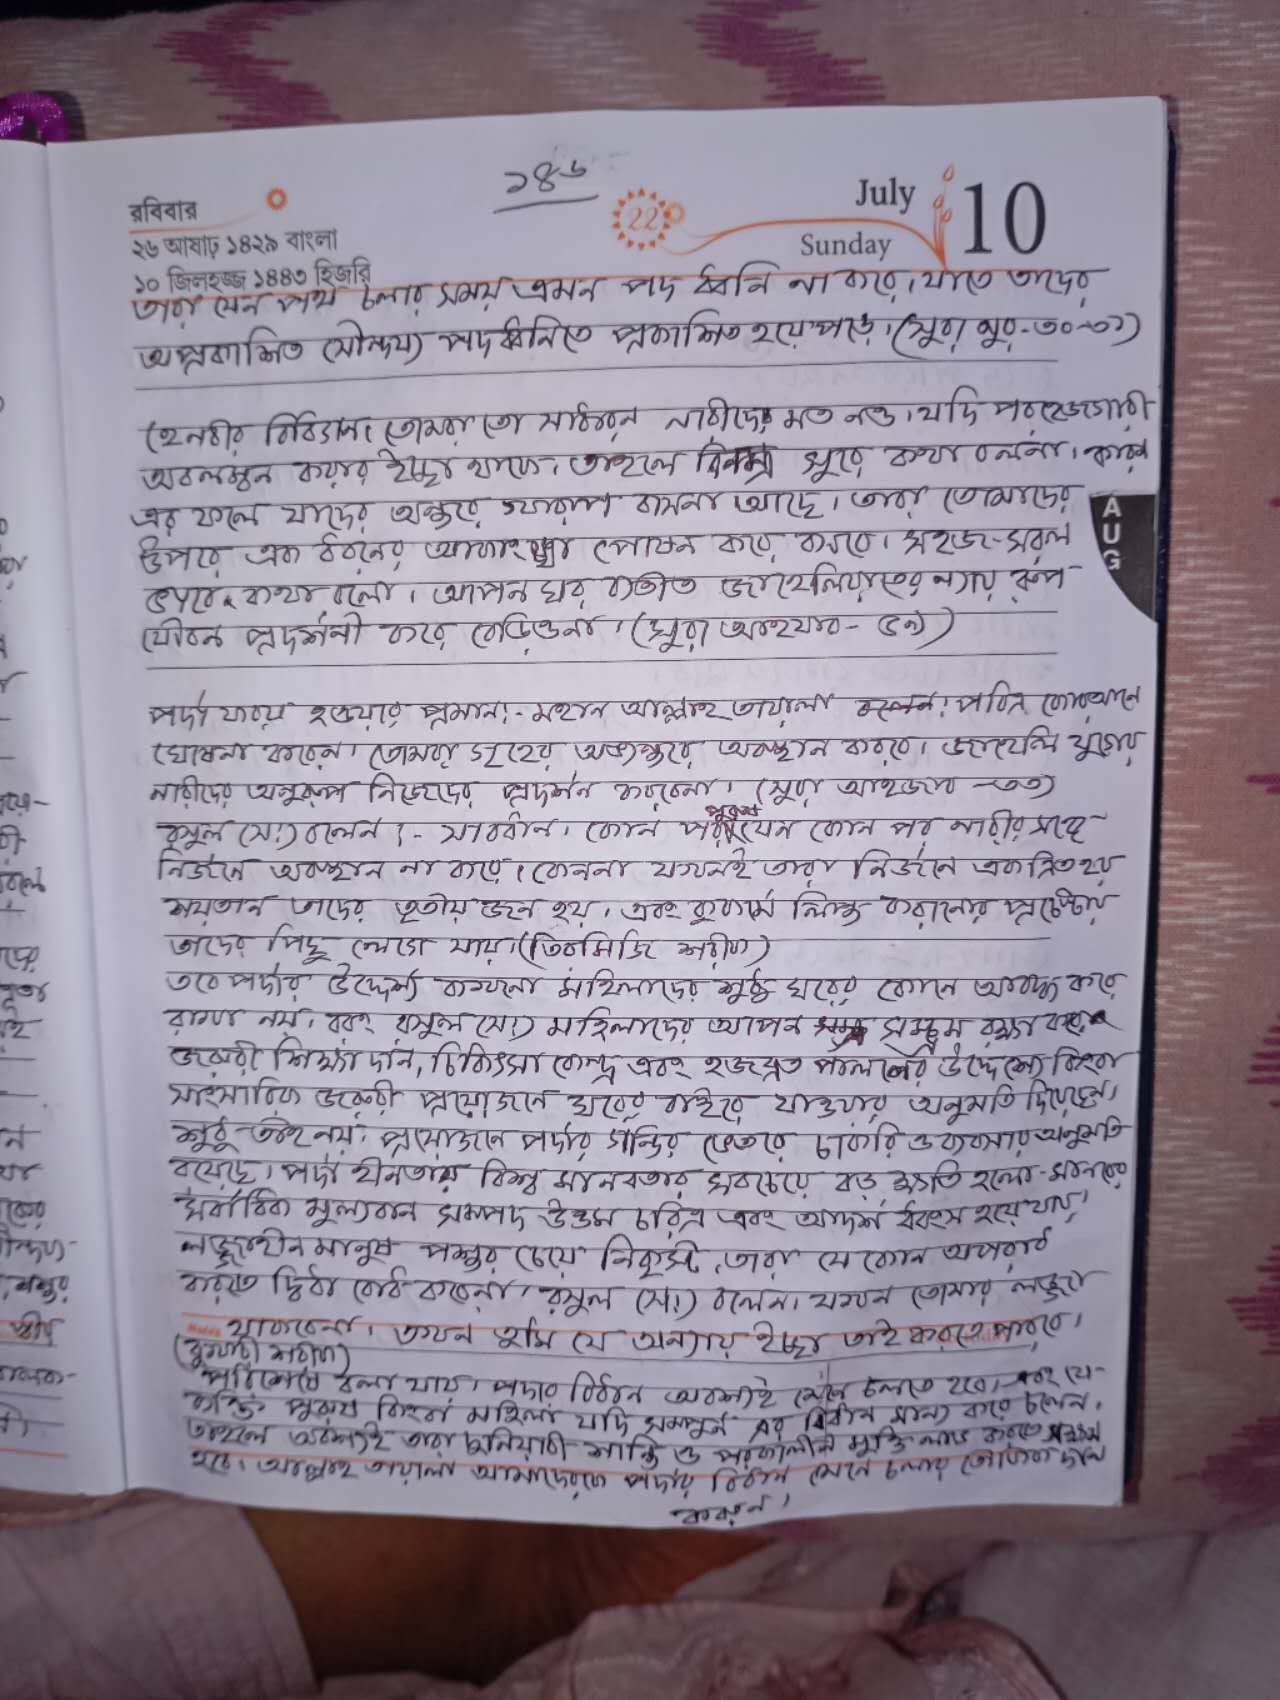 ১৪৬
রবিবার
২৬ আষাঢ় ১৪২৯ বাংলা
১০ জিলহজ্জ ১৪৪৩ হিজরি
22
July
Sunday
10
তারা যেন পথ চলার সময় এমন পদ ধ্বনি না করে, যাতে তাদের
অপ্রকাশিত সৌন্দর্য্য পদধ্বনিতে প্রকাশিত হয়ে পড়ে। (সুরা নুর-৩০-৩১)
হে নবীর বিবিগন। তোমরা তো সাধারন নারীদের মত নও। যদি পরহেজগারী
অবলম্বন করার ইচ্ছা থাকে, তাহলে বিনম্র সুরে কথা বলনা। কারণ
এর ফলে যাদের অন্তরে খারাপ বাসনা আছে। তারা তোমাদের
উপরে এক ধরনের আকাংখা পোষন করে বসবে। সহজ-সরল
ভাবে কথা বলো। আপন ঘর ব্যতীত জাহেলিয়াতের ন্যায় রুপ-
যৌবন প্রদর্শনী করে বেড়িওনা। (সুরা আহযাব-
AUG
পর্দা ফরয হওয়ার প্রমান:- মহান আল্লাহ তায়ালা বলেন: পবিত্র কোরআনে
ঘোষনা করেন। তোমরা গৃহের অভ্যন্তরে অবস্থান করবে। জাহেলি যুগের
নারীদের অনুরূপ নিজেদের প্রদর্শন করবেনা। (সুরা আহজাব-৩৩)
রসুল (সাঃ) বলেন:- সাবধান। কোন পর পুরুষ যেন কোন পর নারীর সঙ্গে
নির্জনে অবস্থান না করে। কেননা যখনই তারা নির্জনে একত্রিত হয়
শয়তান তাদের তৃতীয় জন হয়। এবং কুকর্মে লিপ্ত করানোর প্রচেষ্টায়
তাদের পিছু লেগে যায়। (তিরমিজি শরীফ)
তবে পর্দার উদ্দেশ্য কখনো মহিলাদের শুধু ঘরের কোনে আবদ্ধ করে
রাখা নয়। বরং রসুল (সাঃ) মহিলাদের আপন সম্ভ্রম রক্ষা করে
জরুরী শিক্ষা দান, চিকিৎসা কেন্দ্র এবং হজব্রত পালনের উদ্দেশ্যে কিংবা
সাংসারিক জরুরী প্রয়োজনে ঘরের বাইরে যাওয়ার অনুমতি দিয়েছেন।
শুধু তাই নয়। প্রয়োজনে পর্দার গন্ডির ভেতরে চাকরি ও ব্যবসার অনুমতি
রয়েছে। পর্দা হীনতায় বিশ্ব মানবতার সবচেয়ে বড় ক্ষতি হলো- মানবের
সর্বাধিক মুল্যবান সম্পদ উত্তম চরিত্র এবং আদর্শ ধ্বংস হয়ে যায়।
লজ্জাহীন মানুষ পশুর চেয়ে নিকৃষ্ট, তারা যে কোন অপরাধ
করতে দ্বিধা বোধ করেনা। রসুল (সাঃ) বলেন। যখন তোমার লজ্জা
থাকবেনা। তখন তুমি যে অন্যায় ইচ্ছা তাই করতে পারবে।
(বুখারী শরীফ)
পরিশেষে বলা যায়। পর্দার বিধান অবশ্যই মেনে চলতে হবে। এবং যে-
ব্যক্তি পুরুষ কিংবা মহিলা যদি সম্পুর্ন এর বিধান মান্য করে চলেন,
তাহলে অবশ্যই তারা দুনিয়াবী শান্তি ও পরকালীন মুক্তি লাভ করতে সক্ষম
হবে। আল্লাহ তায়ালা আমাদেরকে পর্দার বিধান মেনে চলার তৌফিক দান
করুন।